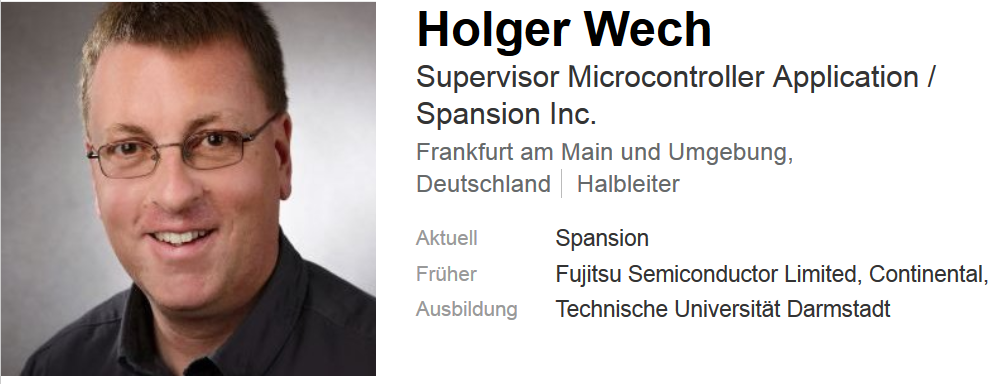 Holger Wech
Supervisor Microcontroller Application /
Spansion Inc.
Frankfurt am Main und Umgebung,
Deutschland Halbleiter
Aktuell Spansion
Früher Fujitsu Semiconductor Limited, Continental,
Ausbildung Technische Universität Darmstadt